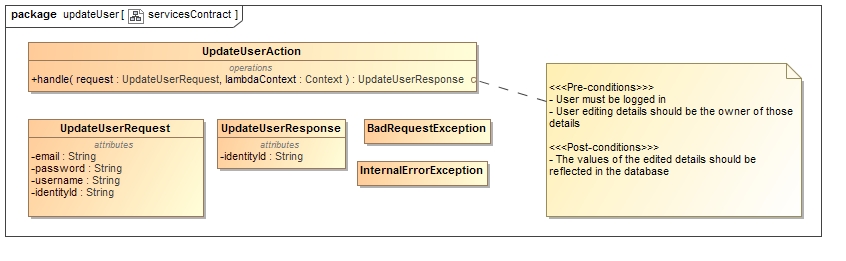 package updateUser [ servicesContract ]
UpdateUserAction
operations
+handle( request : UpdateUserRequest, lambdaContext : Context ) : UpdateUserResponse
<<<Pre-conditions>>>
- User must be logged in
- User editing details should be the owner of those
details
<<<Post-conditions>>>
- The values of the edited details should be
reflected in the database
UpdateUserRequest
attributes
-email : String
-password : String
-username : String
-identityId : String
UpdateUserResponse
attributes
-identityId : String
BadRequestException
InternalErrorException